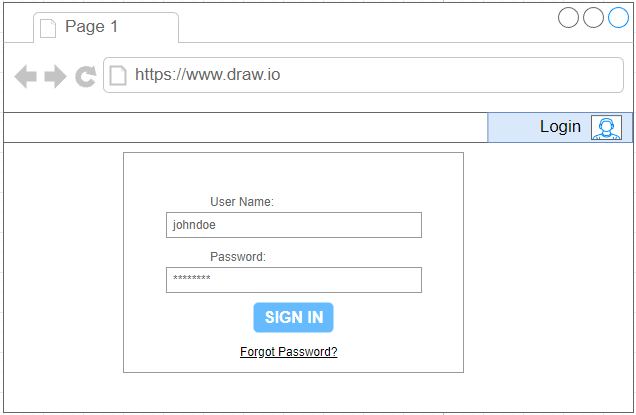 Page 1
https://www.draw.io
Login
User Name:
johndoe
Password:
********
SIGN IN
Forgot Password?